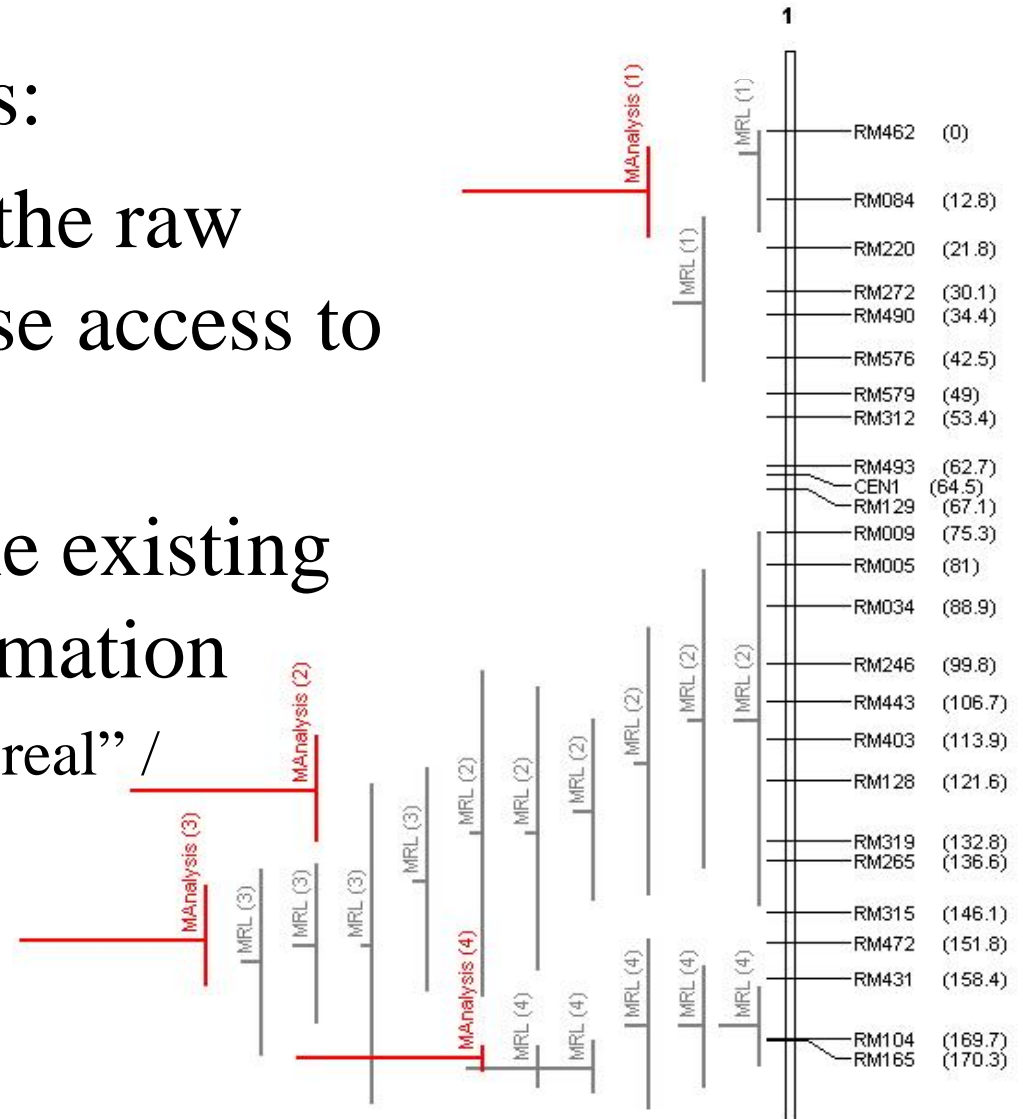 s:
the raw
se access to
e existing
mation
real” /
1
MAnalysis (1)
MRL (1)
MRL (1)
RM462 (0)
RM084 (12.8)
RM220 (21.8)
RM272 (30.1)
RM490 (34.4)
RM576 (42.5)
RM579 (49)
RM312 (53.4)
RM493 (62.7)
CEN1 (64.5)
RM129 (67.1)
RM009 (75.3)
RM005 (81)
RM034 (88.9)
RM246 (99.8)
RM443 (106.7)
RM403 (113.9)
RM128 (121.6)
RM319 (132.8)
RM265 (136.6)
RM315 (146.1)
RM472 (151.8)
RM431 (158.4)
RM104 (169.7)
RM165 (170.3)
MAnalysis (2)
MRL (2)
MRL (2)
MRL (2)
MRL (2)
MRL (2)
MRL (2)
MAnalysis (3)
MRL (3)
MRL (3)
MRL (3)
MRL (3)
MAnalysis (4)
MRL (4)
MRL (4)
MRL (4)
MRL (4)
MRL (4)